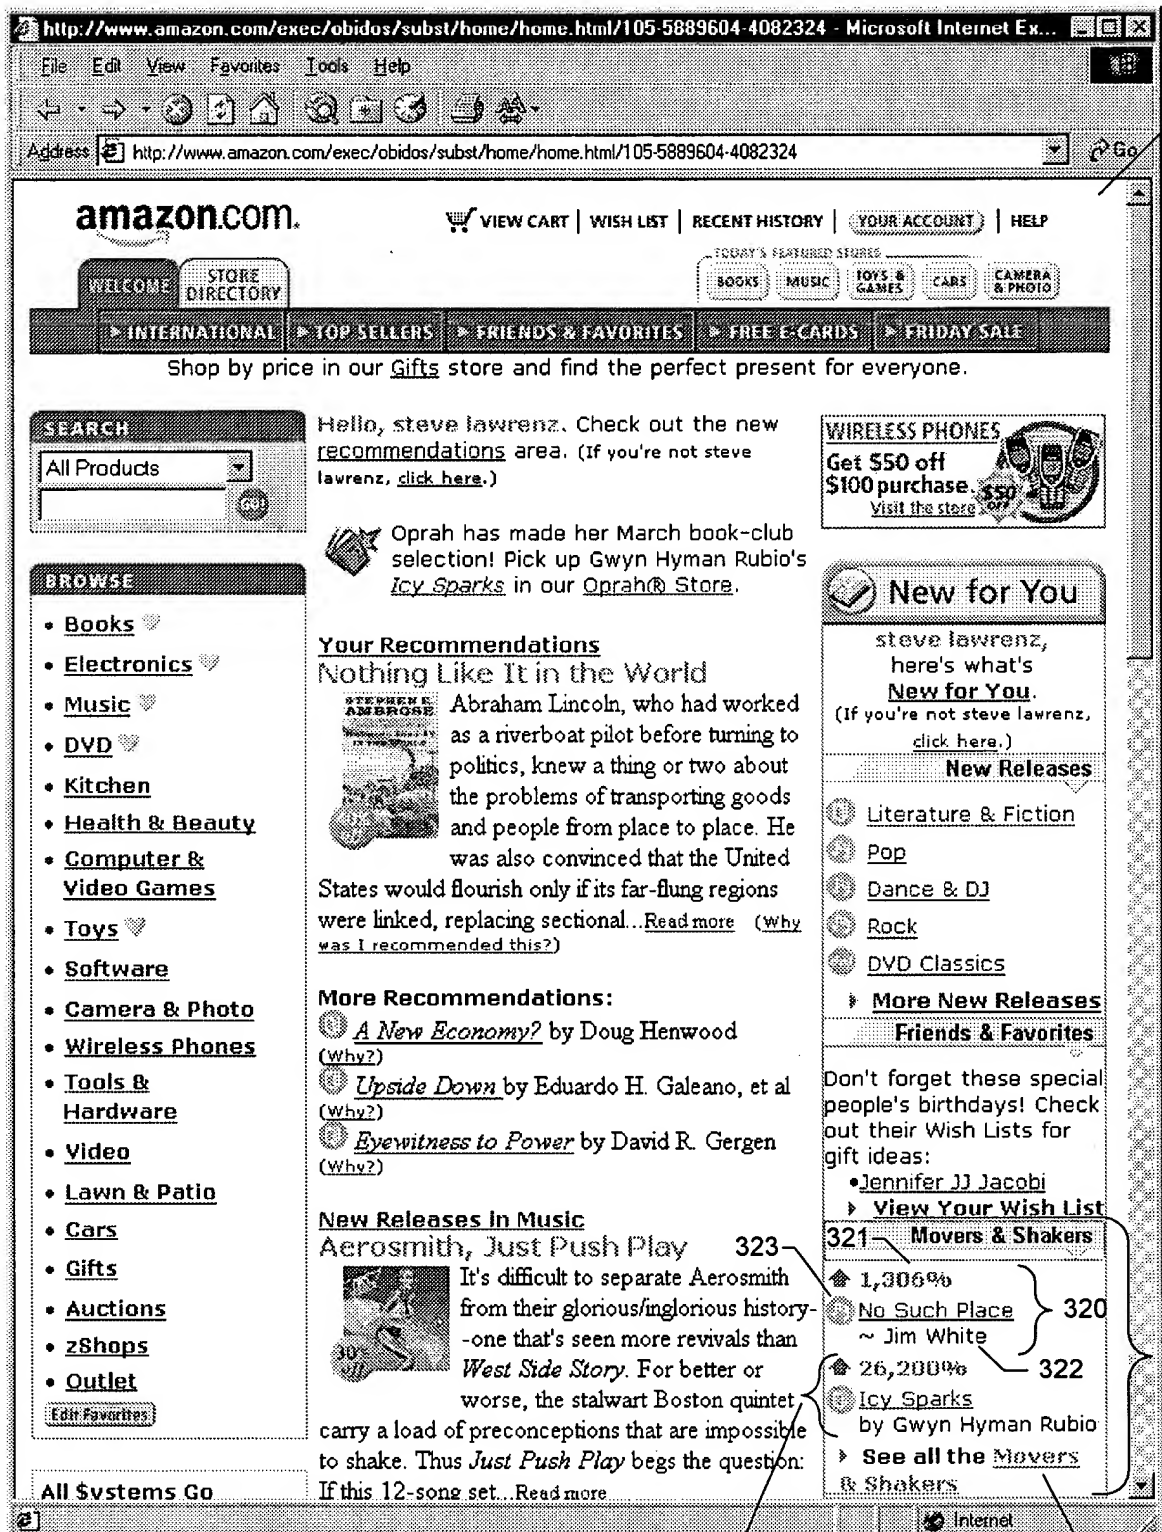 http://www.amazon.com/exec/obidos/subst/home/home.html/105-5889604-4082324 - Microsoft Internet Ex...
File Edit View Favorites Tools Help
Address http://www.amazon.com/exec/obidos/subst/home/home.html/105-5889604-4082324 Go
amazon.com.
VIEW CART | WISH LIST | RECENT HISTORY | YOUR ACCOUNT | HELP
TODAY'S FEATURED STORES
WELCOME
STORE DIRECTORY
BOOKS MUSIC TOYS & GAMES CARS CAMERA & PHOTO
INTERNATIONAL TOP SELLERS FRIENDS & FAVORITES FREE E-CARDS FRIDAY SALE
Shop by price in our Gifts store and find the perfect present for everyone.
SEARCH
All Products
GO!
BROWSE
• Books
• Electronics
• Music
• DVD
• Kitchen
• Health & Beauty
• Computer &
Video Games
• Toys
• Software
• Camera & Photo
• Wireless Phones
• Tools &
Hardware
• Video
• Lawn & Patio
• Cars
• Gifts
• Auctions
• zShops
• Outlet
Edit Favorites
All $ystems Go
Hello, steve lawrenz. Check out the new
recommendations area. (If you're not steve
lawrenz, click here.)
Oprah has made her March book-club
selection! Pick up Gwyn Hyman Rubio's
Icy Sparks in our Oprah® Store.
Your Recommendations
Nothing Like It in the World
STEPHEN E.
AMBROSE
Abraham Lincoln, who had worked
as a riverboat pilot before turning to
politics, knew a thing or two about
the problems of transporting goods
and people from place to place. He
was also convinced that the United
States would flourish only if its far-flung regions
were linked, replacing sectional...Read more (Why
was I recommended this?)
More Recommendations:
A New Economy? by Doug Henwood
(Why?)
Upside Down by Eduardo H. Galeano, et al
(Why?)
Eyewitness to Power by David R. Gergen
(Why?)
New Releases in Music
Aerosmith, Just Push Play
30% off
It's difficult to separate Aerosmith
from their glorious/inglorious history-
-one that's seen more revivals than
West Side Story. For better or
worse, the stalwart Boston quintet
carry a load of preconceptions that are impossible
to shake. Thus Just Push Play begs the question:
If this 12-song set...Read more
WIRELESS PHONES
Get $50 off
$100 purchase.
Visit the store
$50 OFF
New for You
steve lawrenz,
here's what's
New for You.
(If you're not steve lawrenz,
click here.)
New Releases
Literature & Fiction
Pop
Dance & DJ
Rock
DVD Classics
More New Releases
Friends & Favorites
Don't forget these special
people's birthdays! Check
out their Wish Lists for
gift ideas:
•Jennifer JJ Jacobi
View Your Wish List
323 321 Movers & Shakers
1,306%
No Such Place 320
~ Jim White
26,200% 322
Icy Sparks
by Gwyn Hyman Rubio
See all the Movers
& Shakers
Internet